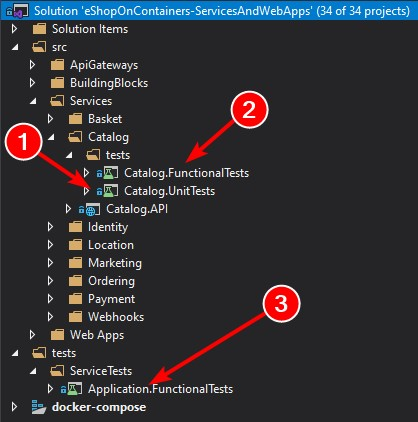 Solution 'eShopOnContainers-ServicesAndWebApps' (34 of 34 projects)
Solution Items
src
ApiGateways
BuildingBlocks
Services
Basket
2
1
Catalog
tests
Catalog.FunctionalTests
Catalog.UnitTests
Catalog.API
Identity
Location
Marketing
Ordering
3
Payment
Webhooks
Web Apps
tests
ServiceTests
Application.FunctionalTests
docker-compose